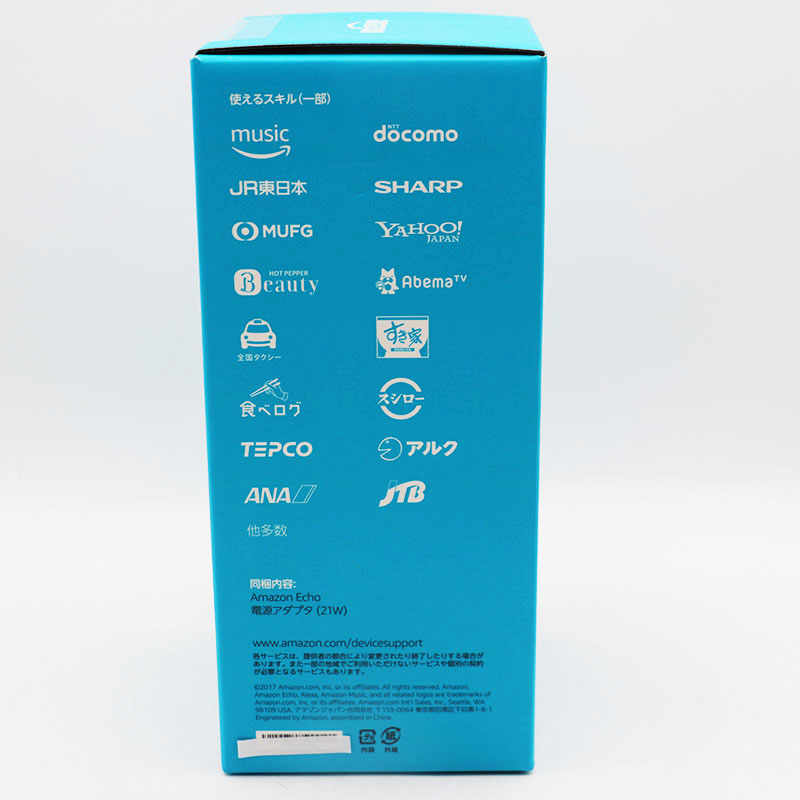 使えるスキル(一部)
music
NTT
docomo
JR東日本
SHARP
MUFG
YAHOO!
JAPAN
HOT PEPPER
Beauty
AbemaTV
全国タクシー
すき家
SUKIYA
食べログ
スシロー
TEPCO
アルク
ANA
JTB
他多数
同梱内容:
Amazon Echo
電源アダプタ (21W)
www.amazon.com/devicesupport
各サービスは、提供者の都合により変更されたり終了したりする場合が
あります。また一部の地域でご利用いただけないサービスや個別の契約
が必要となるサービスもあります。
©2017 Amazon.com, Inc. or its affiliates. All rights reserved. Amazon,
Amazon Echo, Alexa, Amazon Music, and all related logos are trademarks of
Amazon.com, Inc. or its affiliates. Amazon Int'l Sales, Inc., Seattle, WA
98109 USA. アマゾンジャパン合同会社 〒153-0064 東京都目黒区下目黒1-8-1
Engineered by Amazon, assembled in China.
プラ
内袋
紙
外箱